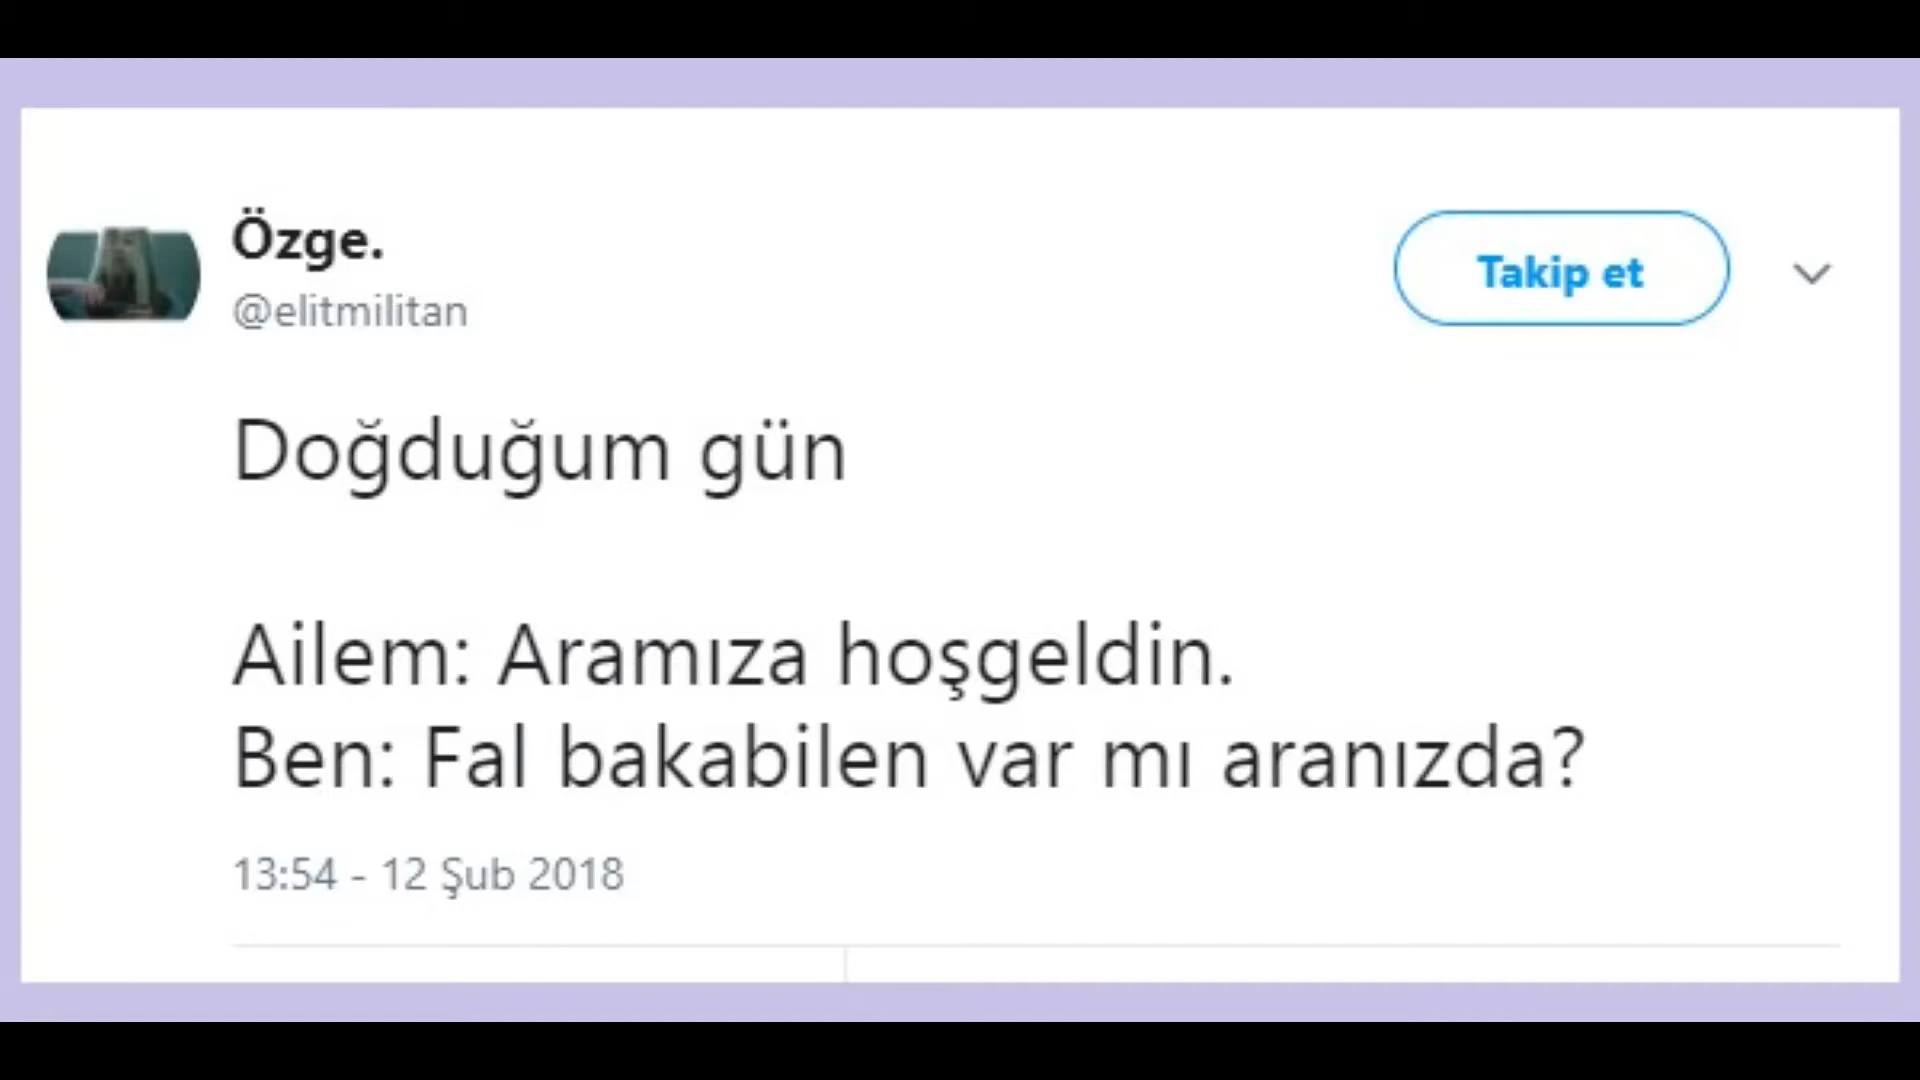 Özge.
@elitmilitan
Takip et
Doğduğum gün
Ailem: Aramıza hoşgeldin.
Ben: Fal bakabilen var mı aranızda?
13:54 - 12 Şub 2018